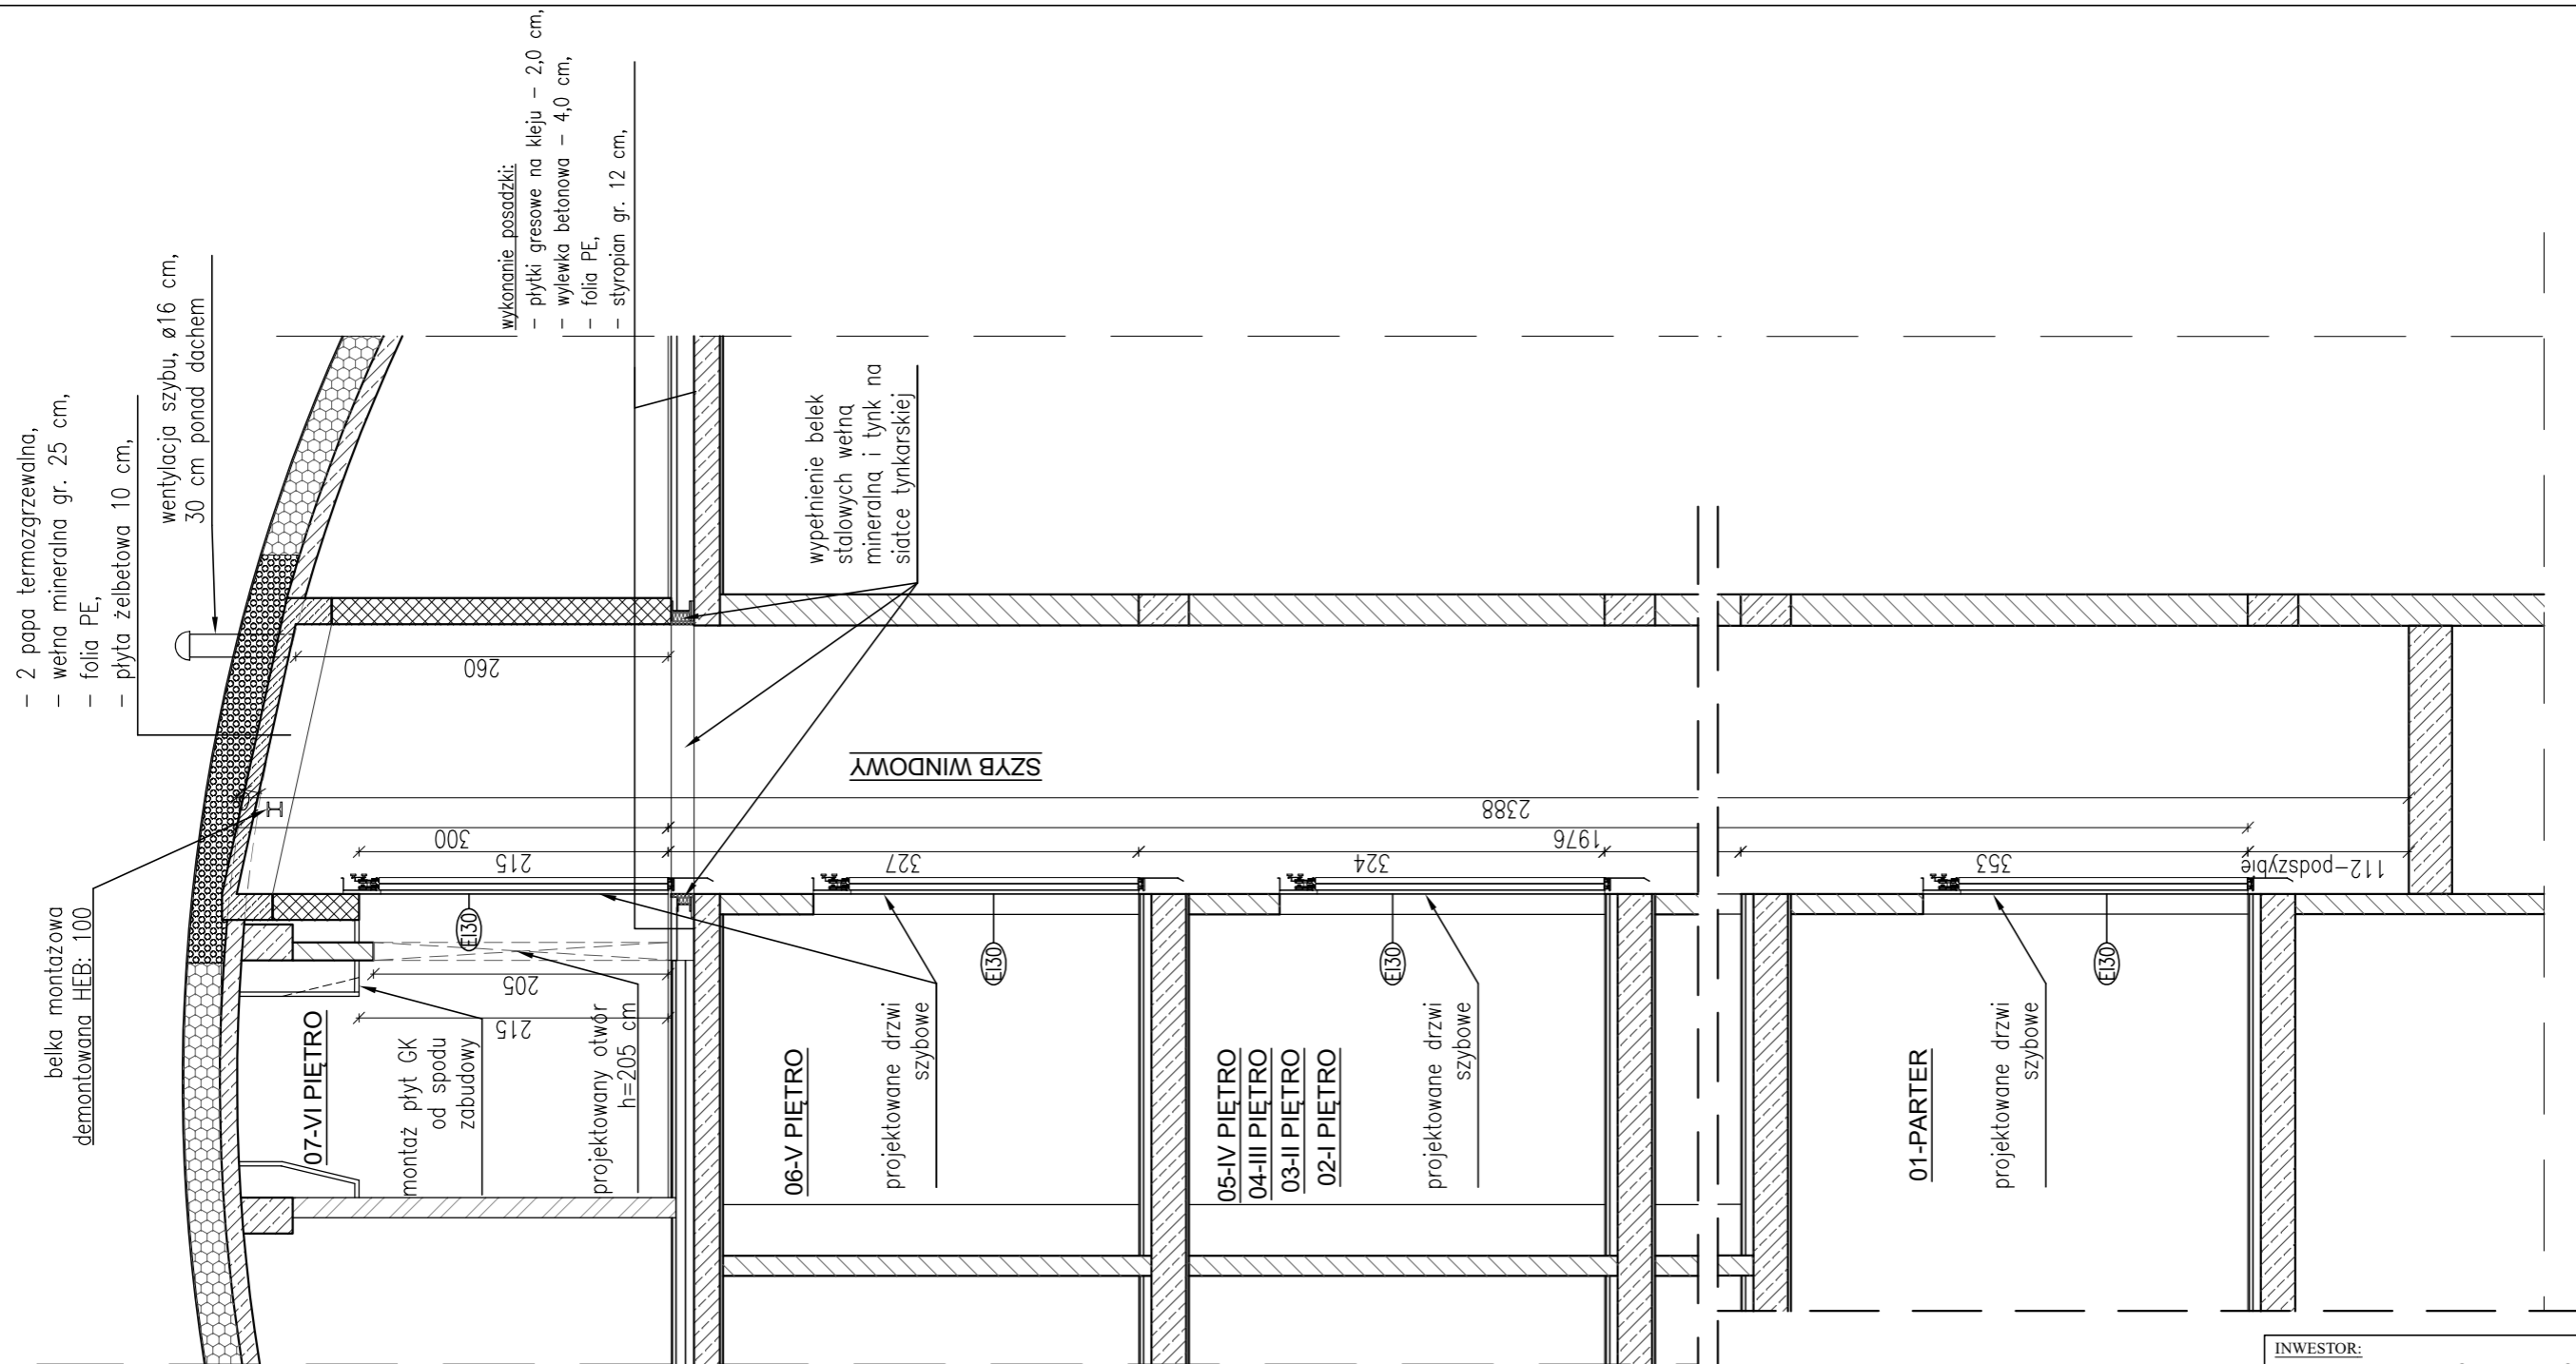 - 2 papa termozgrzewalna,
- wełna mineralna gr. 25 cm,
- folia PE,
- płyta żelbetowa 10 cm,
wentylacja szybu, ø16 cm,
30 cm ponad dachem
wykonanie posadzki:
- płytki gresowe na kleju - 2,0 cm,
- wylewka betonowa - 4,0 cm,
- folia PE,
- styropian gr. 12 cm,
wypełnienie belek
stalowych wełną
mineralną i tynk na
siatce tynkarskiej
belka montażowa
demontowana HEB: 100
SZYB WINDOWY
260
300
215
2388
1976
327
324
353
112-podszybie
EI30
EI30
EI30
EI30
205
215
07-VI PIĘTRO
montaż płyt GK
od spodu
zabudowy
projektowany otwór
h=205 cm
06-V PIĘTRO
projektowane drzwi
szybowe
05-IV PIĘTRO
04-III PIĘTRO
03-II PIĘTRO
02-I PIĘTRO
projektowane drzwi
szybowe
01-PARTER
projektowane drzwi
szybowe
INWESTOR: